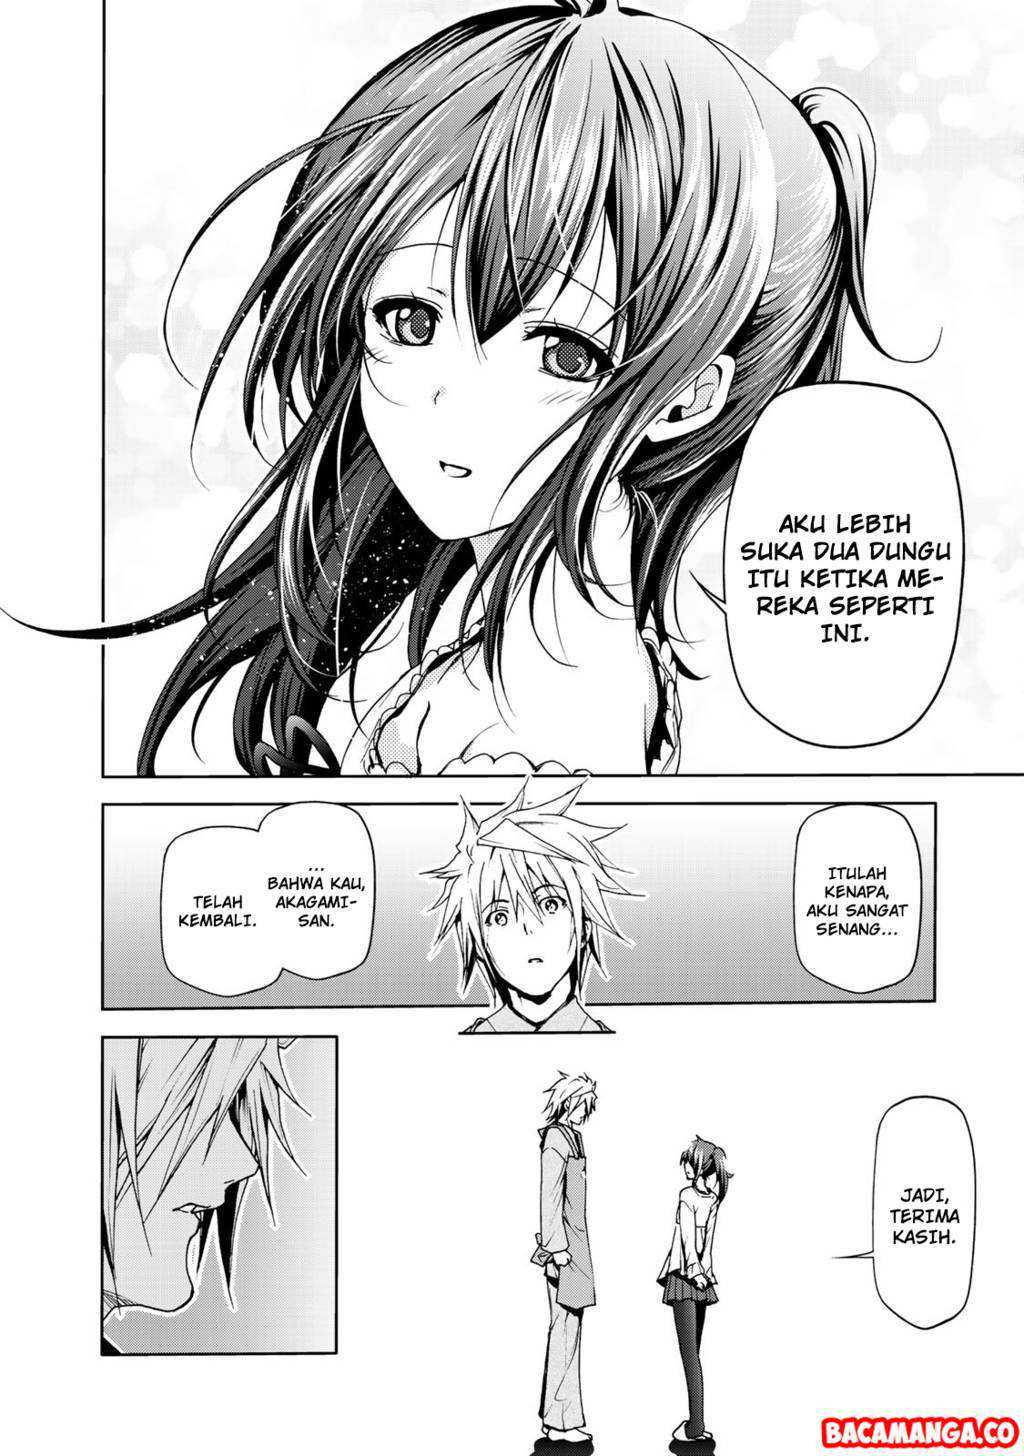 AKU LEBIH
SUKA DUA DUNGU
ITU KETIKA ME-
REKA SEPERTI
INI.
ITULAH
KENAPA,
AKU SANGAT
SENANG...
...
BAHWA KAU,
AKAGAMI-
SAN.
TELAH
KEMBALI.
JADI,
TERIMA
KASIH.
BACAMANGA.CO